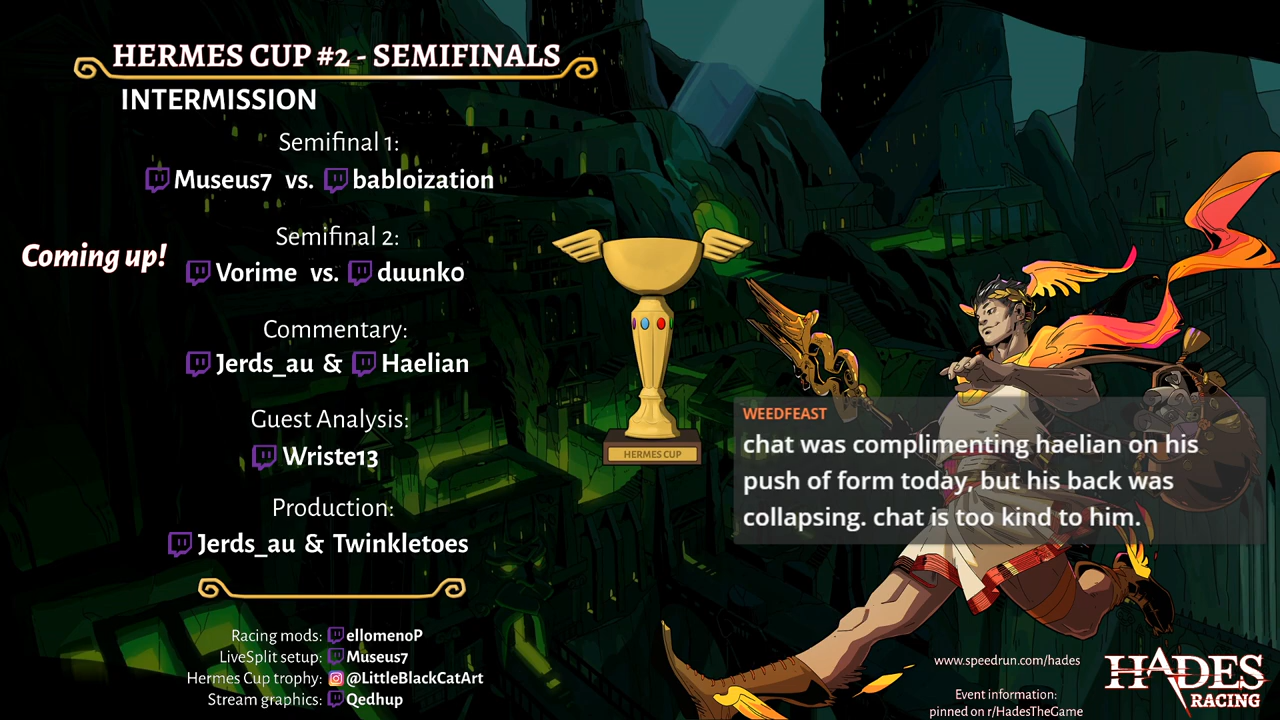 HERMES CUP #2 - SEMIFINALS
INTERMISSION
Semifinal 1:
Museus7 vs. babloization
Coming up!
Semifinal 2:
Vorime vs. duunko
Commentary:
Jerds_au & Haelian
Guest Analysis:
Wriste13
Production:
Jerds_au & Twinkletoes
Racing mods: ellomenoP
LiveSplit setup: Museus7
Hermes Cup trophy: @LittleBlackCatArt
Stream graphics: Qedhup
HERMES CUP
WEEDFEAST
chat was complimenting haelian on his
push of form today, but his back was
collapsing. chat is too kind to him.
www.speedrun.com/hades
Event information:
pinned on r/HadesTheGame
HADES
RACING